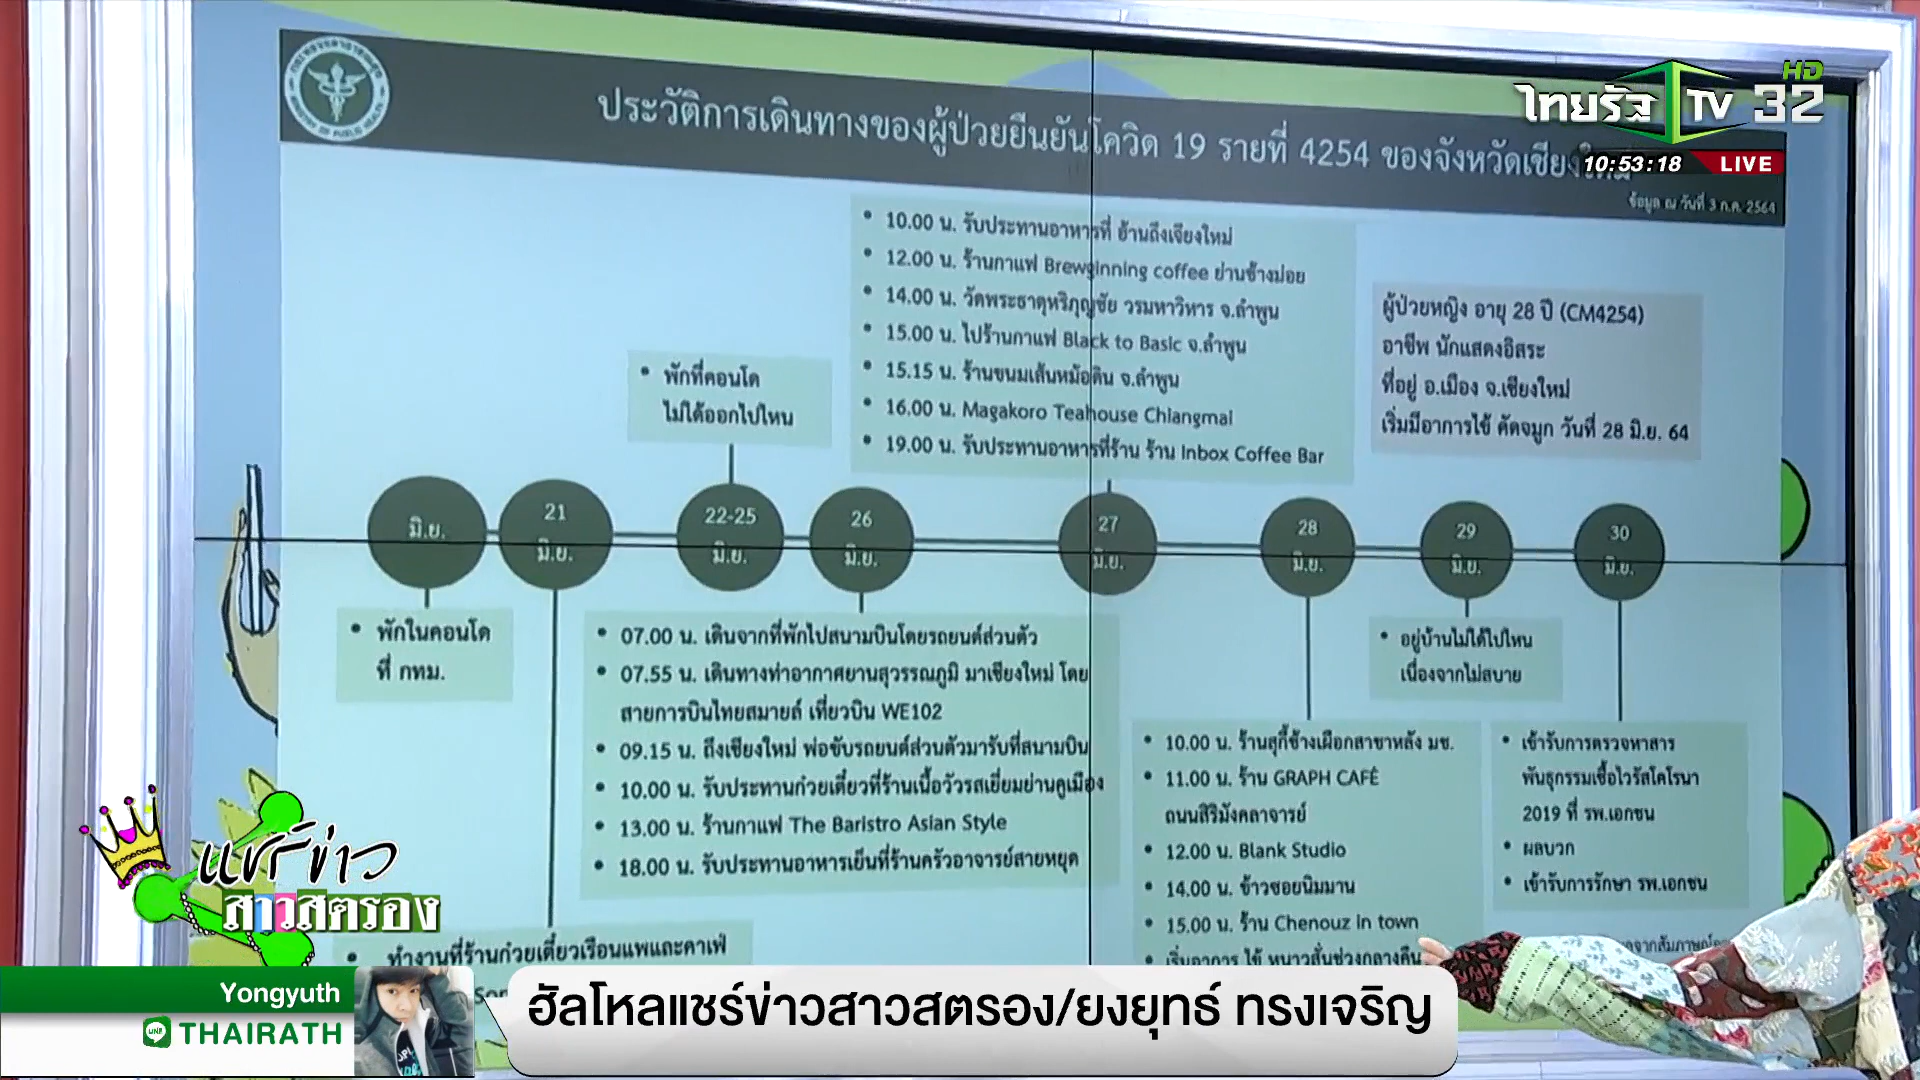 ไทยรัฐ TV HD 32
10:53:18 LIVE
MINISTRY OF PUBLIC HEALTH
ประวัติการเดินทางของผู้ป่วยยืนยันโควิด 19 รายที่ 4254 ของจังหวัดเชียงใหม่
ข้อมูล ณ วันที่ 3 ก.ค. 2564
• 10.00 น. รับประทานอาหารที่ อ้านถึงเจียงใหม่
• 12.00 น. ร้านกาแฟ Brewginning coffee ย่านช้างม่อย
• 14.00 น. วัดพระธาตุหริภุญชัย วรมหาวิหาร จ.ลำพูน
• 15.00 น. ไปร้านกาแฟ Black to Basic จ.ลำพูน
• 15.15 น. ร้านขนมเส้นหม้อดิน จ.ลำพูน
• 16.00 น. Magakoro Teahouse Chiangmai
• 19.00 น. รับประทานอาหารที่ร้าน ร้าน Inbox Coffee Bar
ผู้ป่วยหญิง อายุ 28 ปี (CM4254)
อาชีพ นักแสดงอิสระ
ที่อยู่ อ.เมือง จ.เชียงใหม่
เริ่มมีอาการไข้ คัดจมูก วันที่ 28 มิ.ย. 64
• พักที่คอนโด
ไม่ได้ออกไปไหน
มิ.ย.
21 มิ.ย.
22-25 มิ.ย.
26 มิ.ย.
27 มิ.ย.
28 มิ.ย.
29 มิ.ย.
30 มิ.ย.
• พักในคอนโด
ที่ กทม.
• 07.00 น. เดินจากที่พักไปสนามบินโดยรถยนต์ส่วนตัว
• 07.55 น. เดินทางท่าอากาศยานสุวรรณภูมิ มาเชียงใหม่ โดย
สายการบินไทยสมายล์ เที่ยวบิน WE102
• 09.15 น. ถึงเชียงใหม่ พ่อขับรถยนต์ส่วนตัวมารับที่สนามบิน
• 10.00 น. รับประทานก๋วยเตี๋ยวที่ร้านเนื้อวัวรสเยี่ยมย่านคูเมือง
• 13.00 น. ร้านกาแฟ The Baristro Asian Style
• 18.00 น. รับประทานอาหารเย็นที่ร้านครัวอาจารย์สายหยุด
• อยู่บ้านไม่ได้ไปไหน
เนื่องจากไม่สบาย
• 10.00 น. ร้านสุกี้ช้างเผือกสาขาหลัง มช.
• 11.00 น. ร้าน GRAPH CAFÉ
ถนนสิริมังคลาจารย์
• 12.00 น. Blank Studio
• 14.00 น. ข้าวซอยนิมมาน
• 15.00 น. ร้าน Chenouz in town
• เริ่มอาการ ไข้ หนาวสั่นช่วงกลางคืน
• เข้ารับการตรวจหาสาร
พันธุกรรมเชื้อไวรัสโคโรนา
2019 ที่ รพ.เอกชน
• ผลบวก
• เข้ารับการรักษา รพ.เอกชน
• ทำงานที่ร้านก๋วยเตี๋ยวเรือนแพและคาเฟ่
แชร์ข่าว
สาวสตรอง
Yongyuth
LINE THAIRATH
ฮัลโหลแชร์ข่าวสาวสตรอง/ยงยุทธ์ ทรงเจริญ